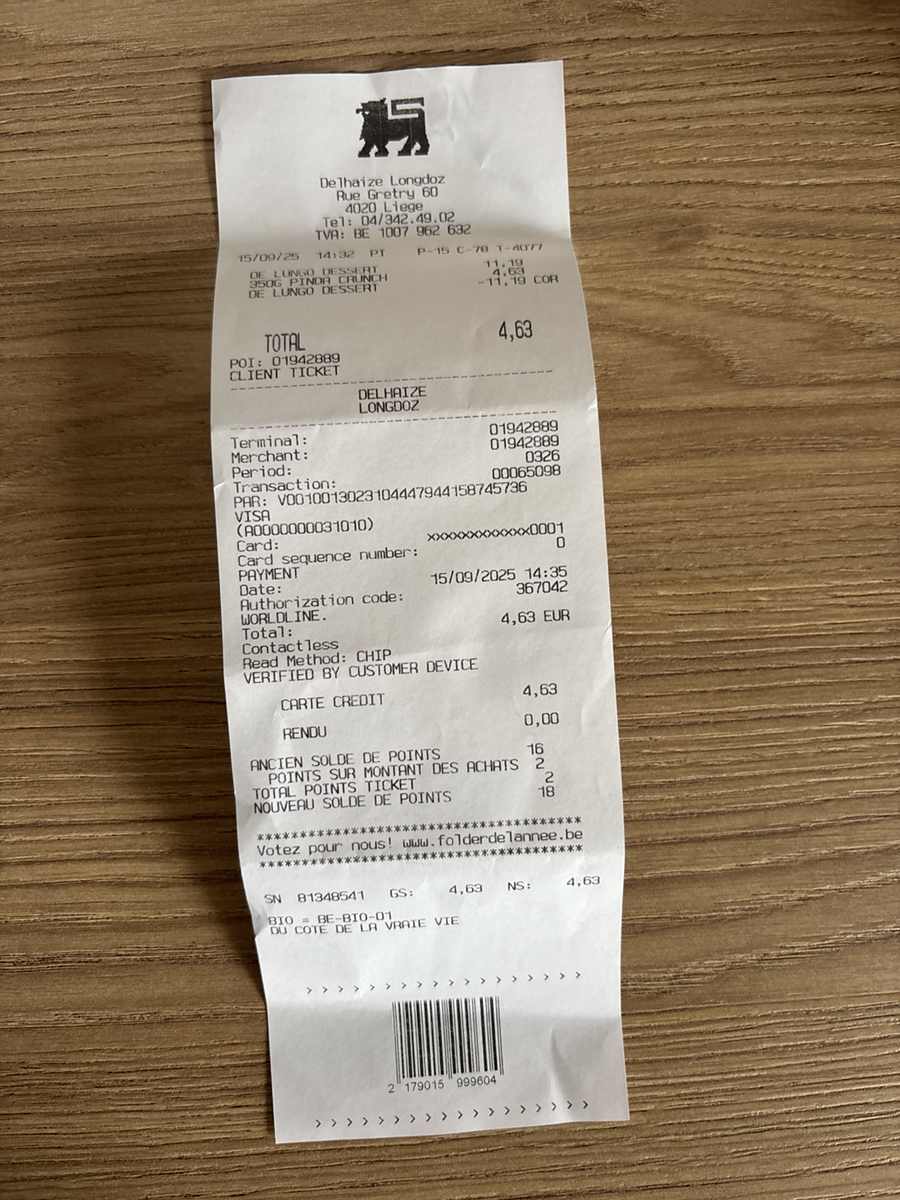 Delhaize Longdoz
Rue Gretry 60
4020 Liege
Tel: 04/342.49.02
TVA: BE 1007 962 632
15/09/25 14:32 PT P-15 C-78 T-4077
DE LUNGO DESSERT 11,19
350G PINDA CRUNCH 4,63
DE LUNGO DESSERT -11,19 COR
TOTAL 4,63
POI: 01942889
CLIENT TICKET
DELHAIZE
LONGDOZ
Terminal: 01942889
Merchant: 01942889
Period: 0326
Transaction: 00065098
PAR: V0010013023104447944158745736
VISA
(A0000000031010)
Card: xxxxxxxxxxxx0001
Card sequence number: 0
PAYMENT
Date: 15/09/2025 14:35
Authorization code: 367042
WORLDLINE.
Total: 4,63 EUR
Contactless
Read Method: CHIP
VERIFIED BY CUSTOMER DEVICE
CARTE CREDIT 4,63
RENDU 0,00
ANCIEN SOLDE DE POINTS 16
POINTS SUR MONTANT DES ACHATS 2
TOTAL POINTS TICKET 2
NOUVEAU SOLDE DE POINTS 18
******************************************
Votez pour nous! www.folderdelannee.be
******************************************
SN 81348541 GS: 4,63 NS: 4,63
BIO = BE-BIO-01
DU COTE DE LA VRAIE VIE
> > > > > > > > > > > > > > > > > >
2 179015 999604
> > > > > > > > > > > > > > > > > >